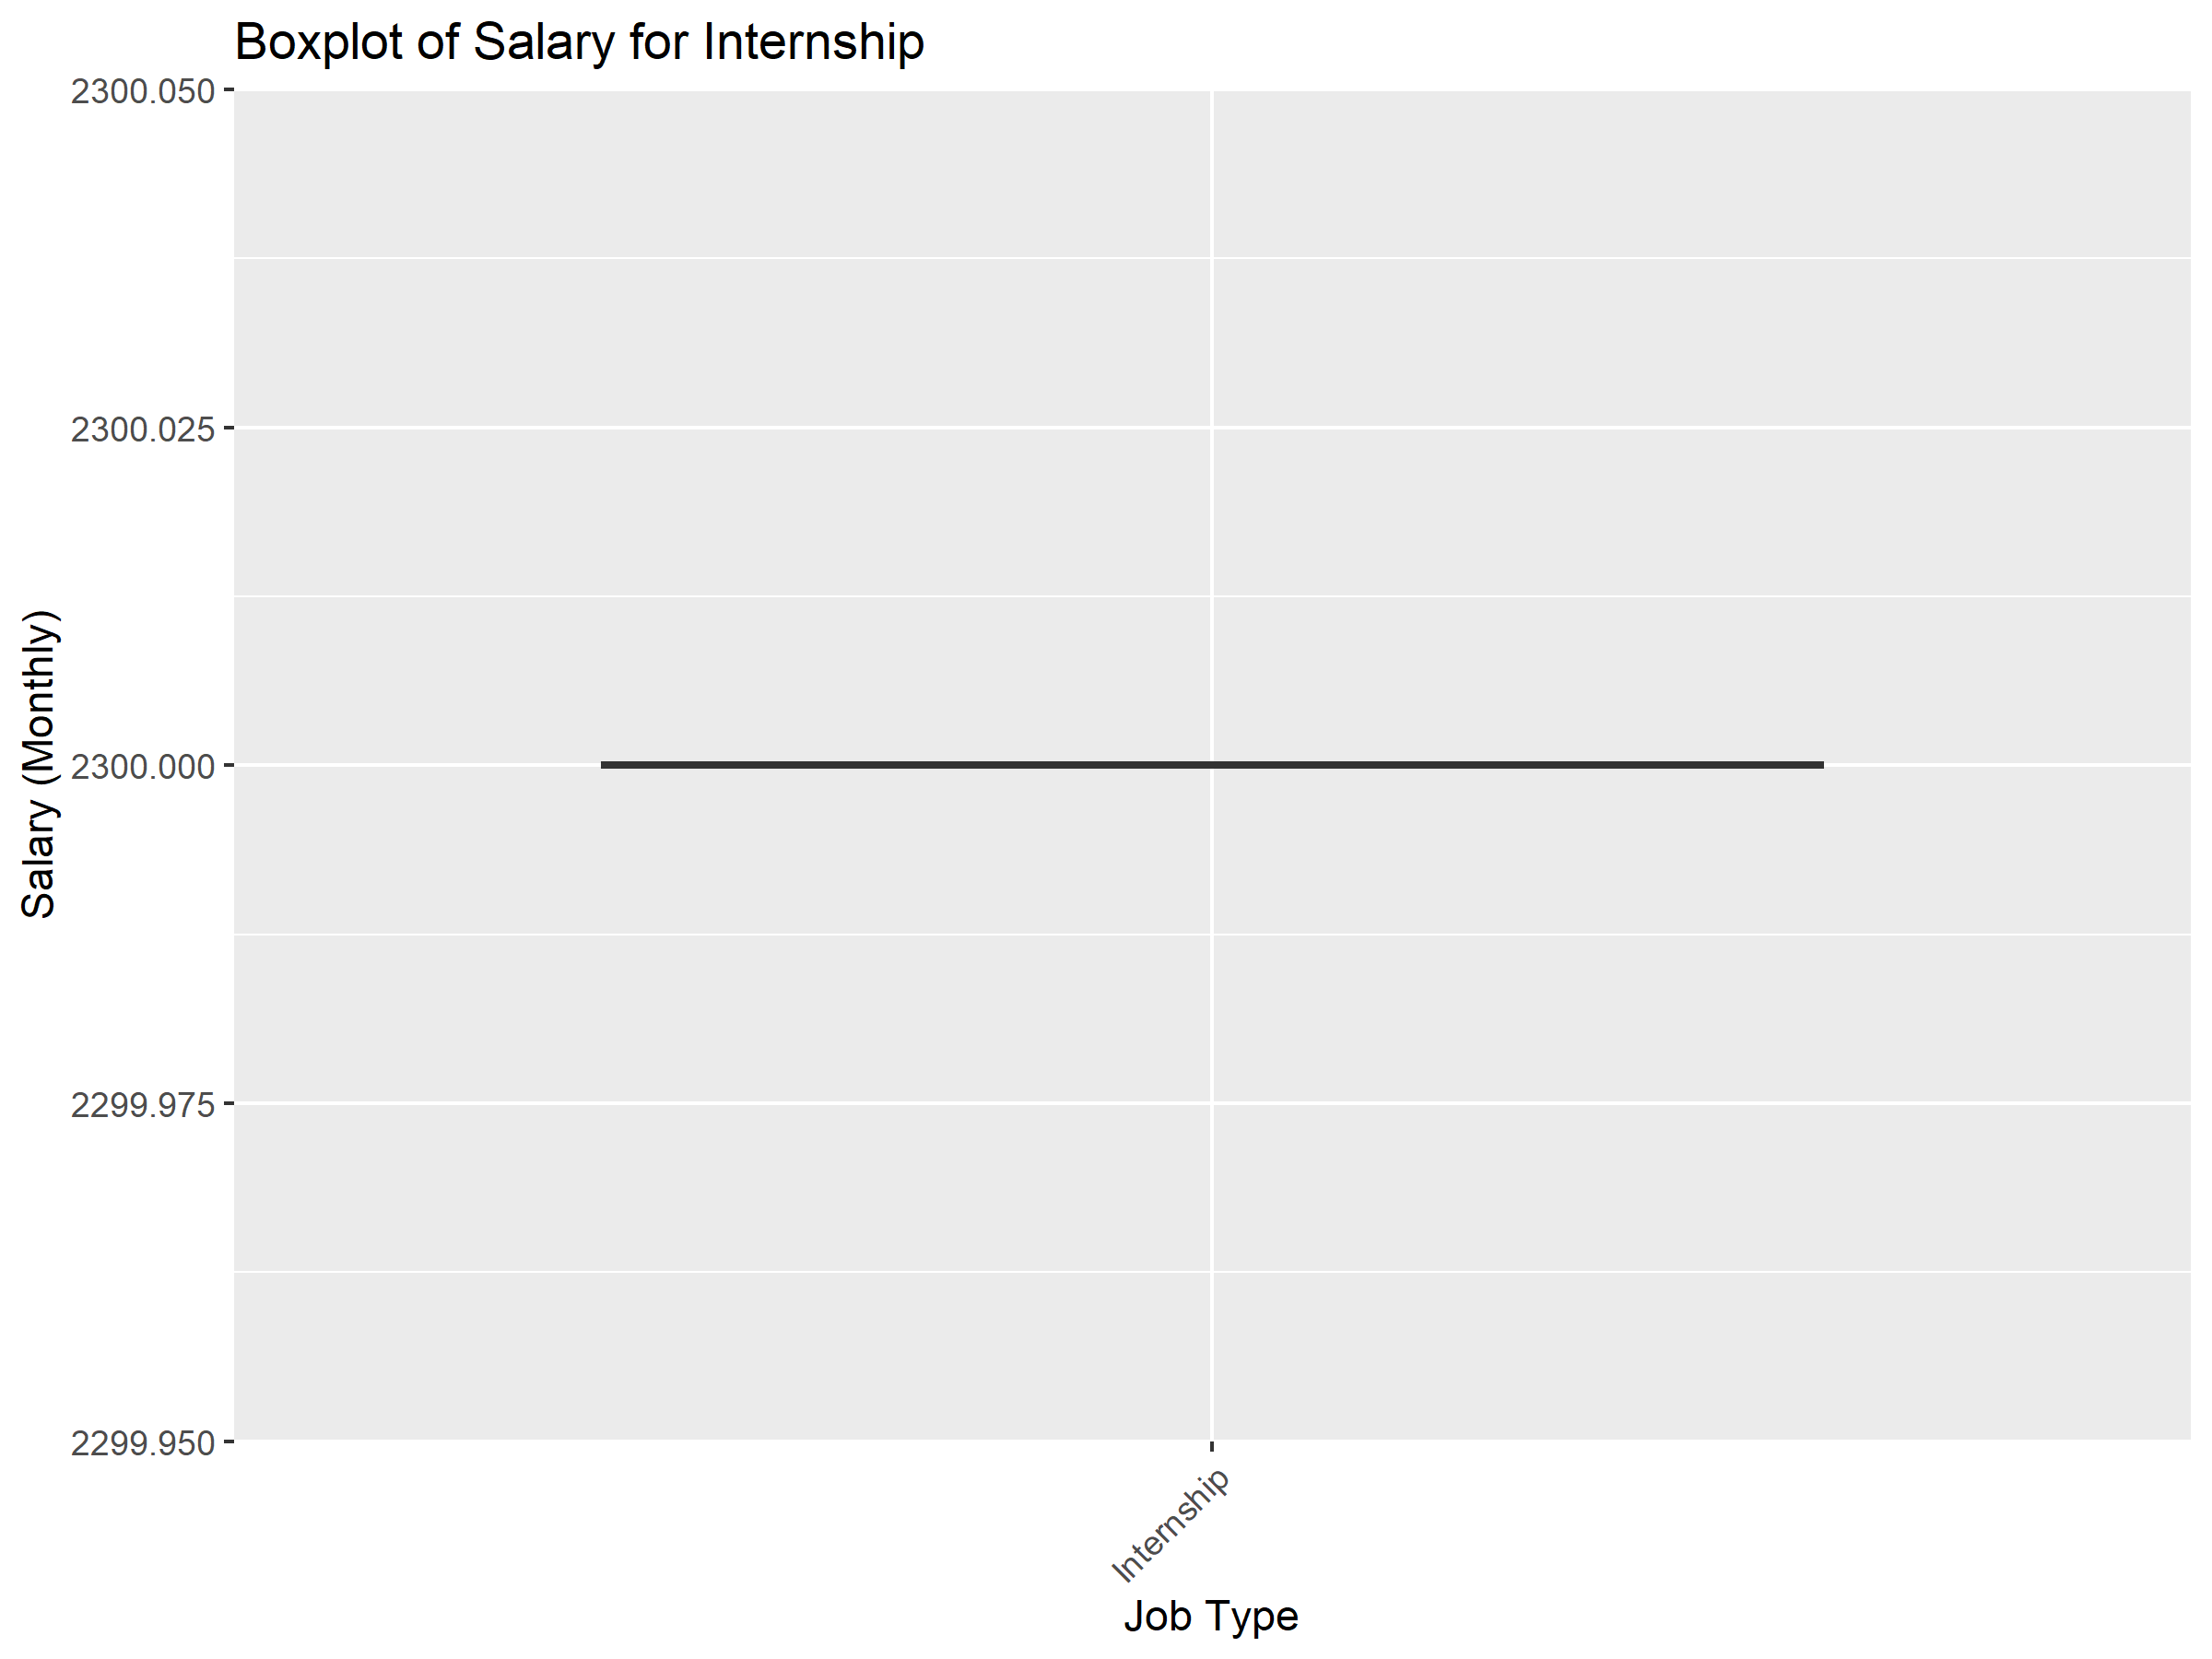 Boxplot of Salary for Internship
2300.050
2300.025
2300.000
2299.975
2299.950
Salary (Monthly)
Internship
Job Type